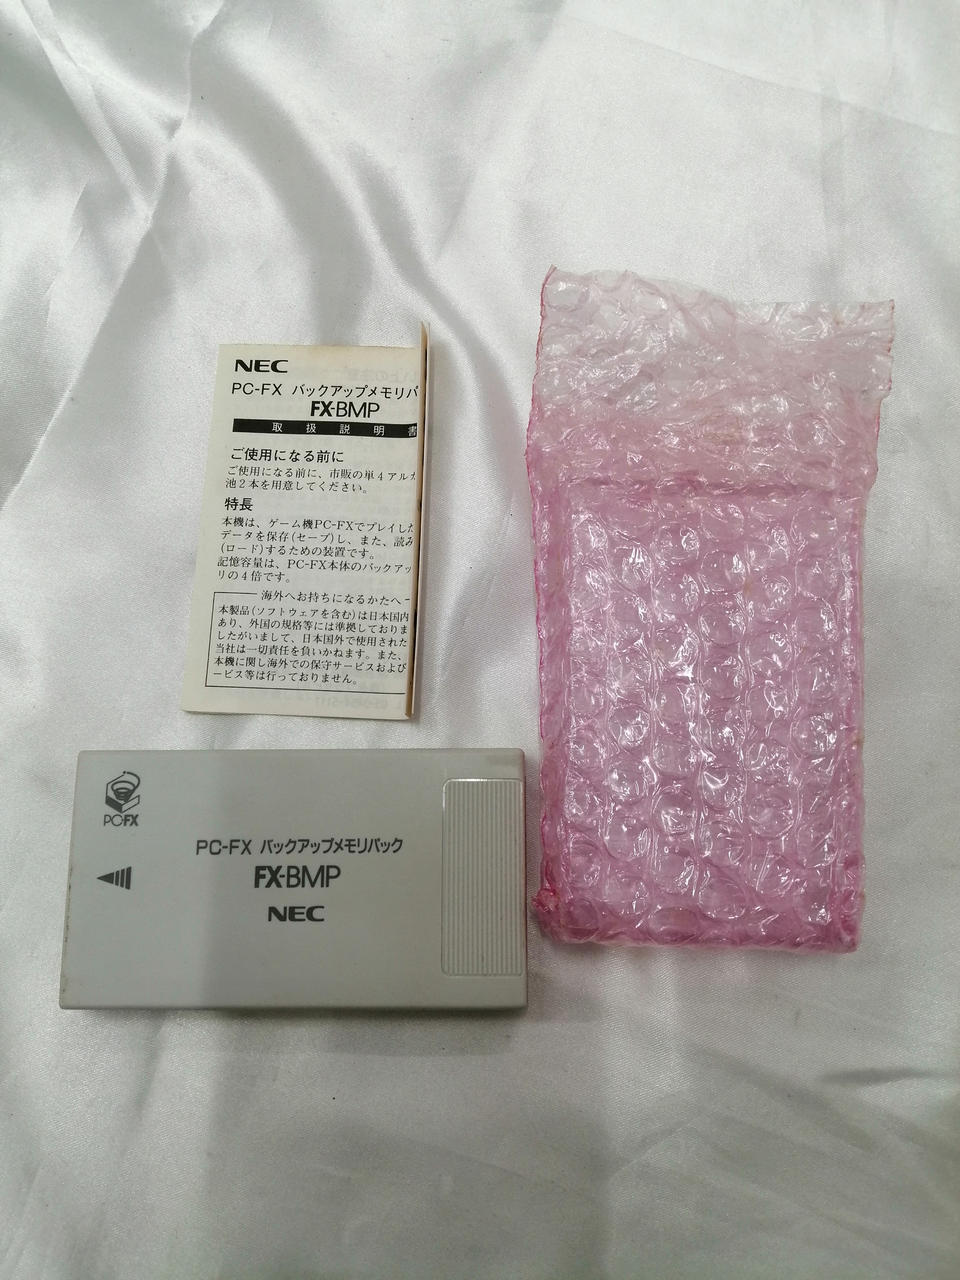 NEC
PC-FX バックアップメモリパ
FX-BMP
取扱説明書
ご使用になる前に
ご使用になる前に、市販の単4アルカ
池2本を用意してください。
特長
本機は、ゲーム機PC-FXでプレイした
データを保存(セーブ)し、また、読み
(ロード)するための装置です。
記憶容量は、PC-FX本体のバックアッ
リの4倍です。
海外へお持ちになるかたへ
本製品(ソフトウェアを含む)は日本国内
あり、外国の規格等には準拠しておりま
したがいまして、日本国外で使用された
当社は一切責任を負いかねます。また、
本機に関し海外での保守サービスおよび
ービス等は行っておりません。
PC-FX
PC-FX バックアップメモリパック
FX-BMP
NEC